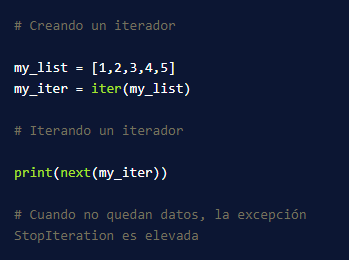 # Creando un iterador
my_list = [1,2,3,4,5]
my_iter = iter(my_list)
# Iterando un iterador
print(next(my_iter))
# Cuando no quedan datos, la excepción
StopIteration es elevada